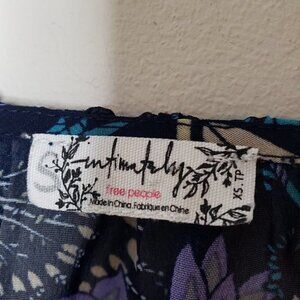 intimately
free people
Made in China. Fabriqué en Chine
XS.TP